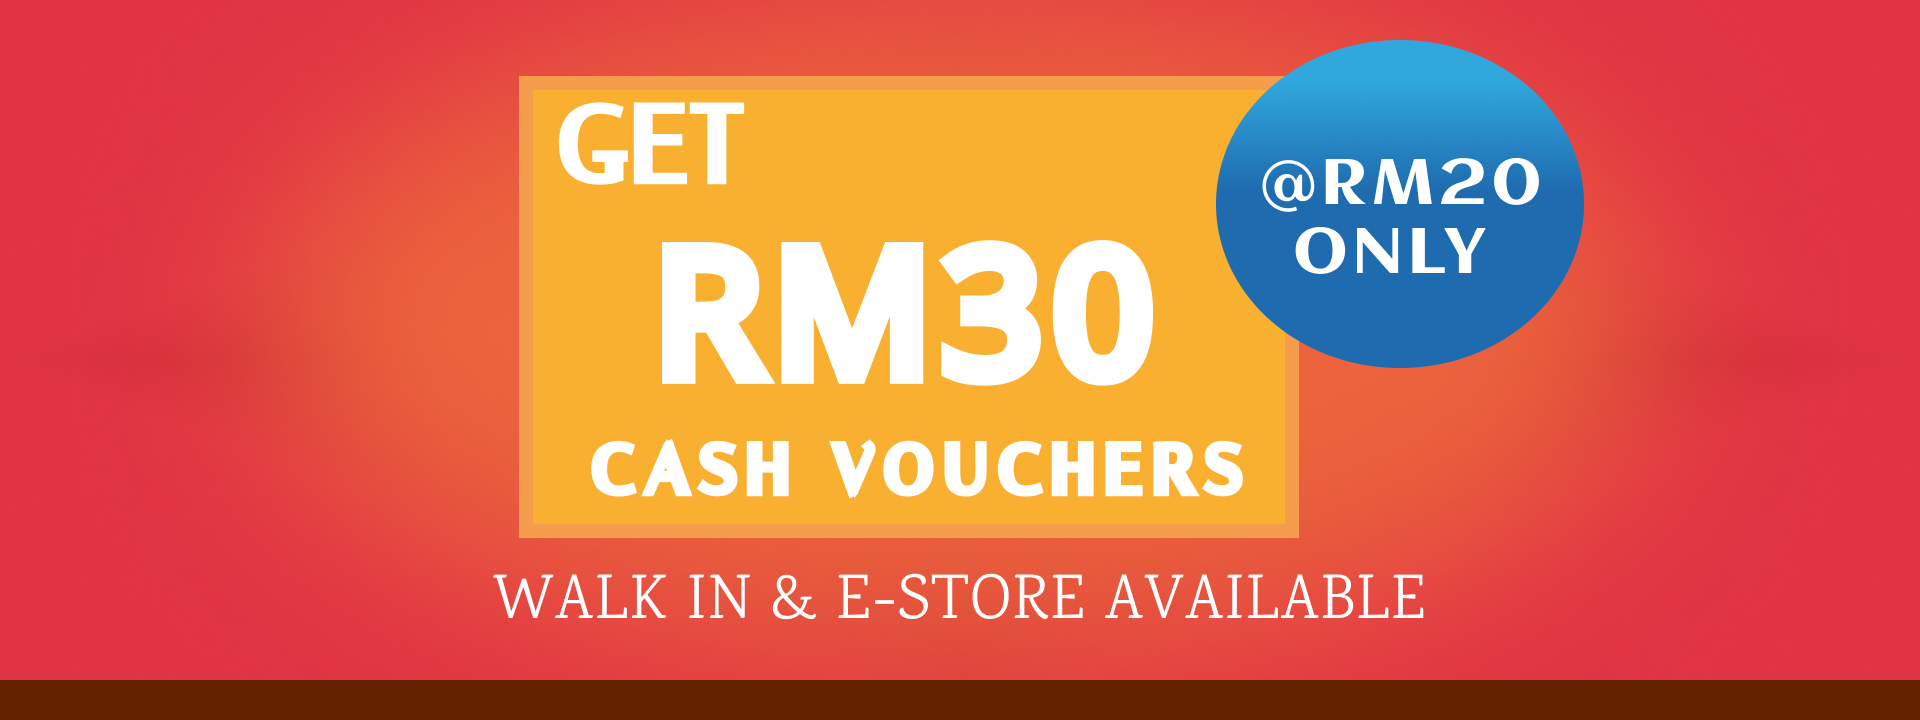 GET
RM30
CASH VOUCHERS
@RM20
ONLY
WALK IN & E-STORE AVAILABLE